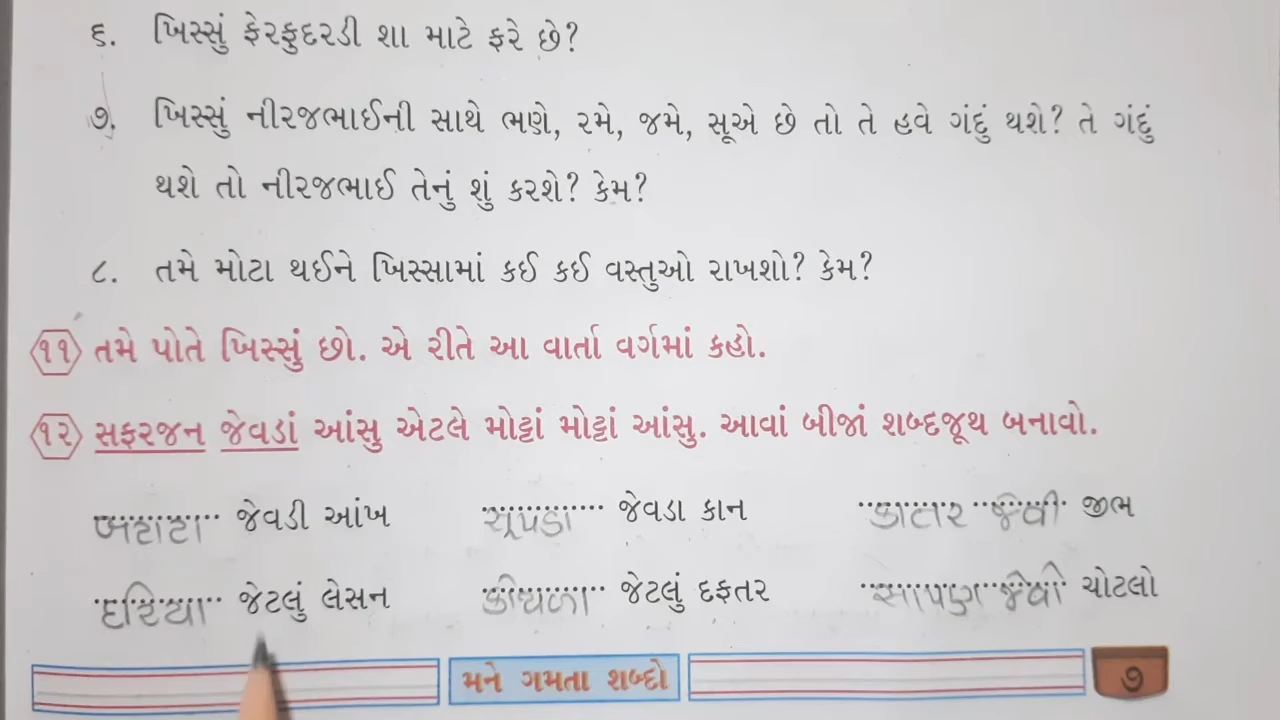 ૬. ખિસ્સું ફેરફુદરડી શા માટે ફરે છે?
૭. ખિસ્સું નીરજભાઈની સાથે ભણે, રમે, જમે, સૂએ છે તો તે હવે ગંદું થશે? તે ગંદું
થશે તો નીરજભાઈ તેનું શું કરશે? કેમ?
૮. તમે મોટા થઈને ખિસ્સામાં કઈ કઈ વસ્તુઓ રાખશો? કેમ?
૧૧ તમે પોતે ખિસ્સું છો. એ રીતે આ વાર્તા વર્ગમાં કહો.
૧૨ સફરજન જેવડાં આંસુ એટલે મોટ્ટાં મોટ્ટાં આંસુ. આવાં બીજાં શબ્દજૂથ બનાવો.
બટાટા જેવડી આંખ સૂપડા જેવડા કાન કાતર જેવી જીભ
દરિયા જેટલું લેસન કોથળા જેટલું દફતર સાપણ જેવો ચોટલો
મને ગમતા શબ્દો ૭